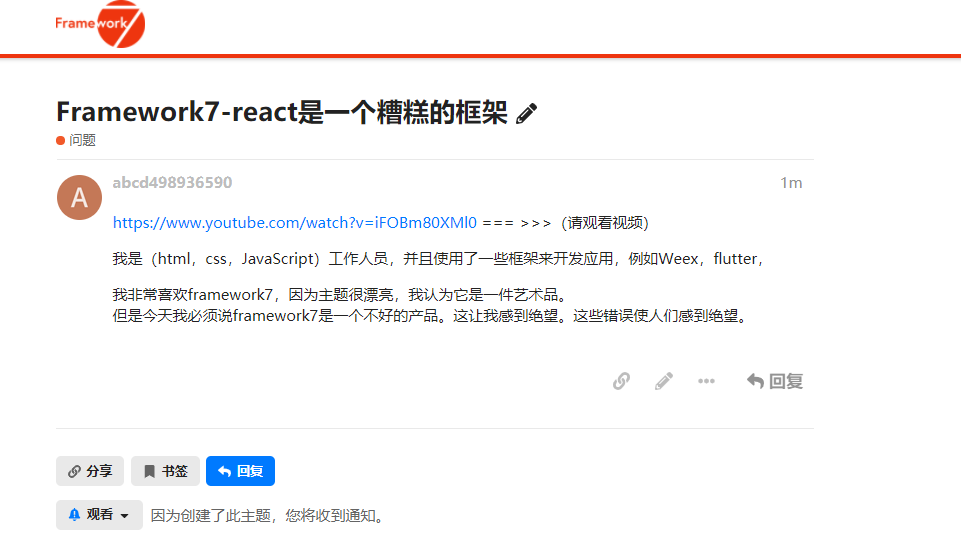 Framework7
Framework7-react是一个糟糕的框架
问题
A
abcd498936590
1m
https://www.youtube.com/watch?v=iFOBm80XMl0 === >>>（请观看视频）
我是（html，css，JavaScript）工作人员，并且使用了一些框架来开发应用，例如Weex，flutter，
我非常喜欢framework7，因为主题很漂亮，我认为它是一件艺术品。
但是今天我必须说framework7是一个不好的产品。这让我感到绝望。这些错误使人们感到绝望。
回复
分享 书签 回复
观看 因为创建了此主题，您将收到通知。